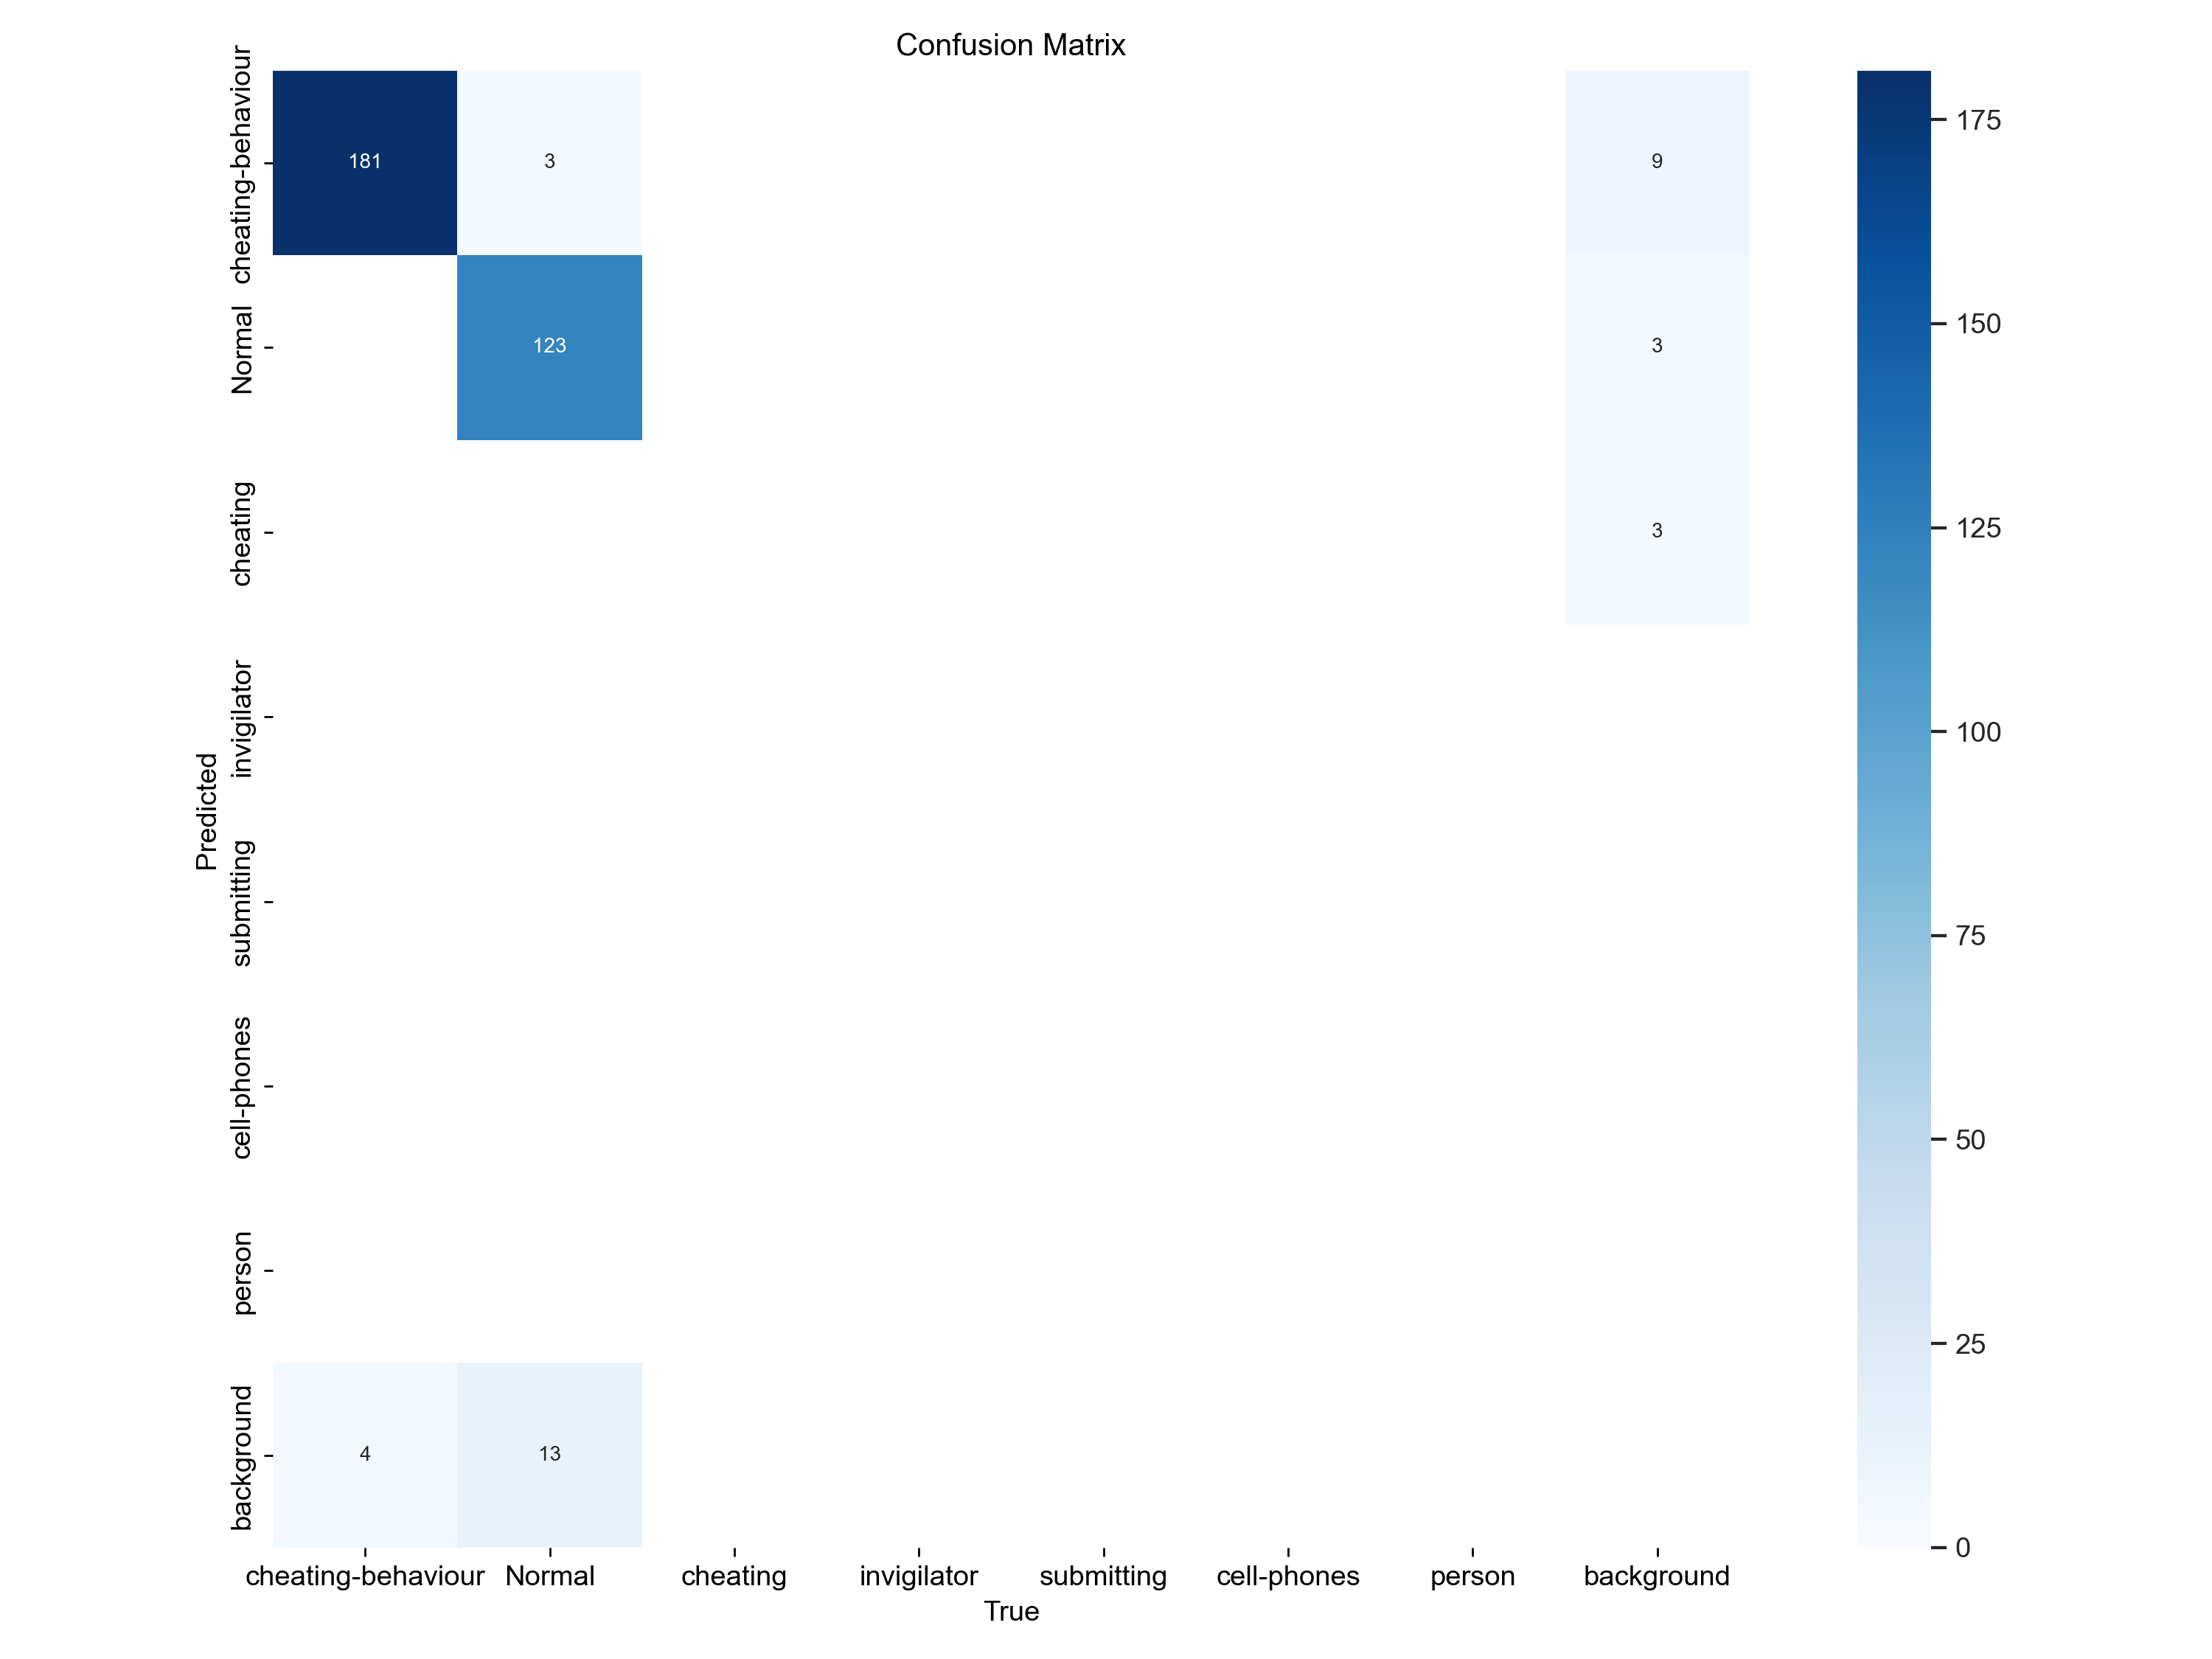 Confusion Matrix
cheating-behaviour
Normal
cheating
invigilator
submitting
cell-phones
person
background
Predicted
181
3
9
123
3
3
4
13
cheating-behaviour Normal cheating invigilator submitting cell-phones person background
True
175
150
125
100
75
50
25
0